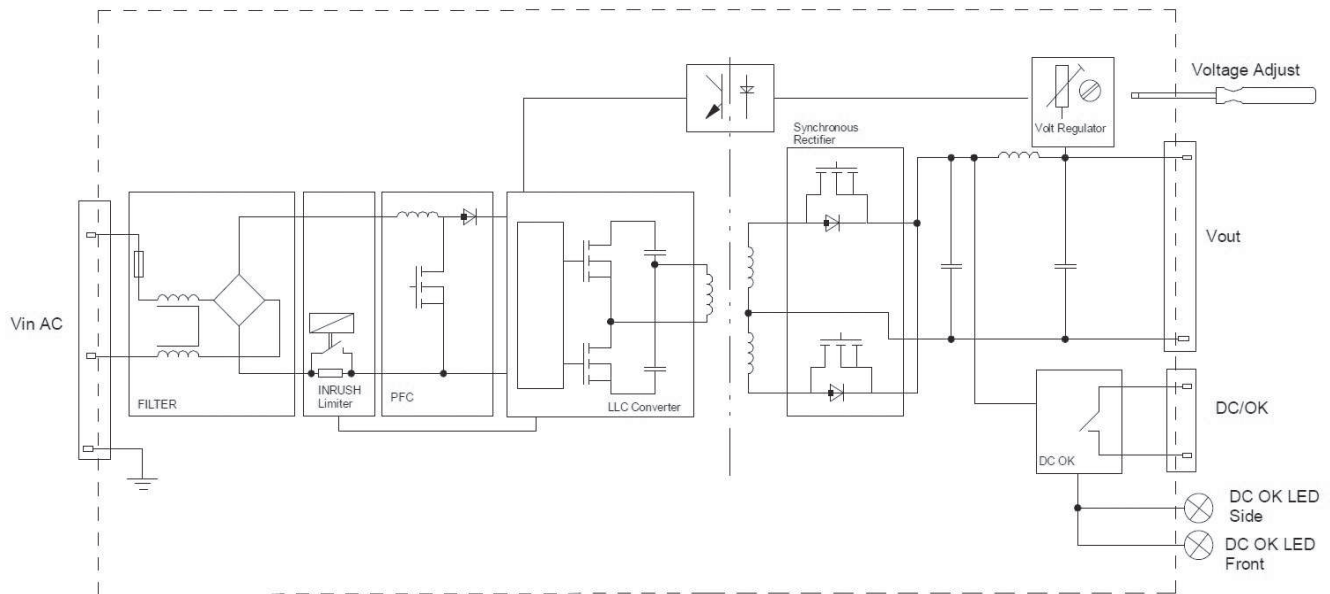 Voltage Adjust
Volt Regulator
Synchronous
Rectifier
Vout
Vin AC
FILTER
INRUSH
Limiter
PFC
LLC Converter
DC/OK
DC OK
DC OK LED
Side
DC OK LED
Front